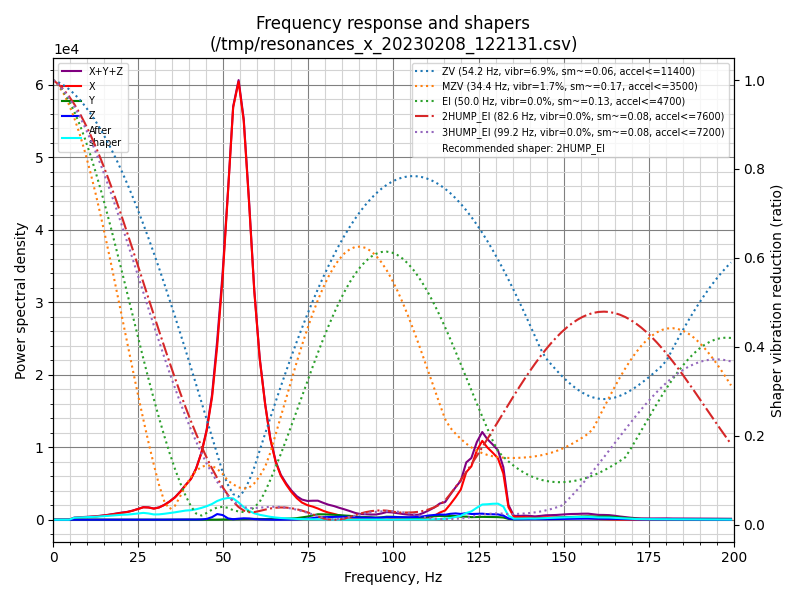 Frequency response and shapers
(/tmp/resonances_x_20230208_122131.csv)
1e4
X+Y+Z
X
Y
Z
After
shaper
ZV (54.2 Hz, vibr=6.9%, sm~=0.06, accel<=11400)
MZV (34.4 Hz, vibr=1.7%, sm~=0.17, accel<=3500)
EI (50.0 Hz, vibr=0.0%, sm~=0.13, accel<=4700)
2HUMP_EI (82.6 Hz, vibr=0.0%, sm~=0.08, accel<=7600)
3HUMP_EI (99.2 Hz, vibr=0.0%, sm~=0.08, accel<=7200)
Recommended shaper: 2HUMP_EI
6
5
4
3
2
1
0
Power spectral density
1.0
0.8
0.6
0.4
0.2
0.0
Shaper vibration reduction (ratio)
0 25 50 75 100 125 150 175 200
Frequency, Hz